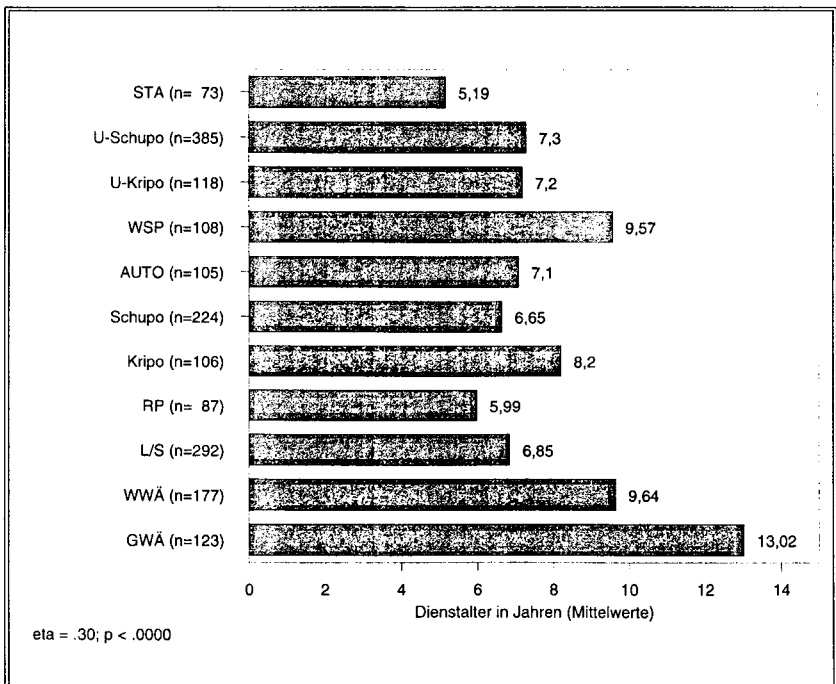 STA (n= 73) 5,19
U-Schupo (n=385) 7,3
U-Kripo (n=118) 7,2
WSP (n=108) 9,57
AUTO (n=105) 7,1
Schupo (n=224) 6,65
Kripo (n=106) 8,2
RP (n= 87) 5,99
L/S (n=292) 6,85
WWÄ (n=177) 9,64
GWÄ (n=123) 13,02
0 2 4 6 8 10 12 14
Dienstalter in Jahren (Mittelwerte)
eta = .30; p < .0000